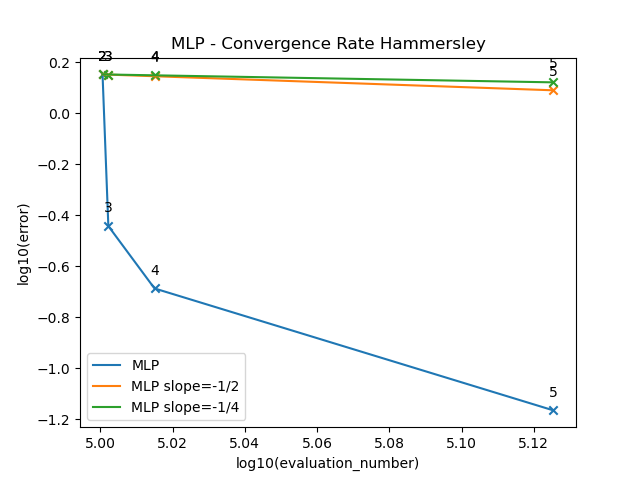 MLP - Convergence Rate Hammersley
2 3 4 5
5
3
4
5
0.2
0.0
−0.2
−0.4
−0.6
−0.8
−1.0
−1.2
log10(error)
MLP
MLP slope=-1/2
MLP slope=-1/4
5.00 5.02 5.04 5.06 5.08 5.10 5.12
log10(evaluation_number)